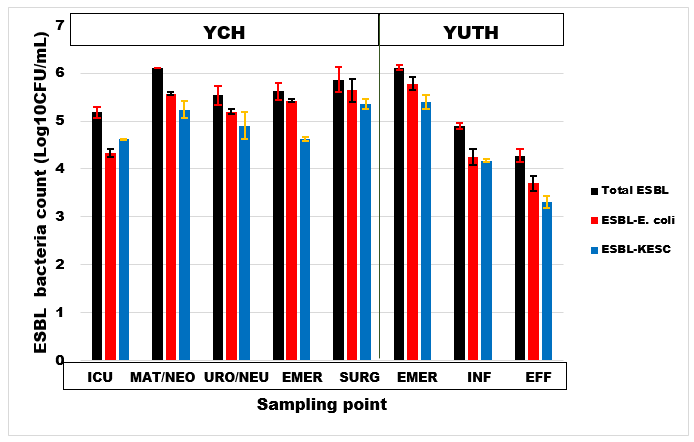 YCH YUTH
ESBL bacteria count (Log10CFU/mL)
7
6
5
4
3
2
1
0
Total ESBL
ESBL-E. coli
ESBL-KESC
ICU MAT/NEO URO/NEU EMER SURG EMER INF EFF
Sampling point